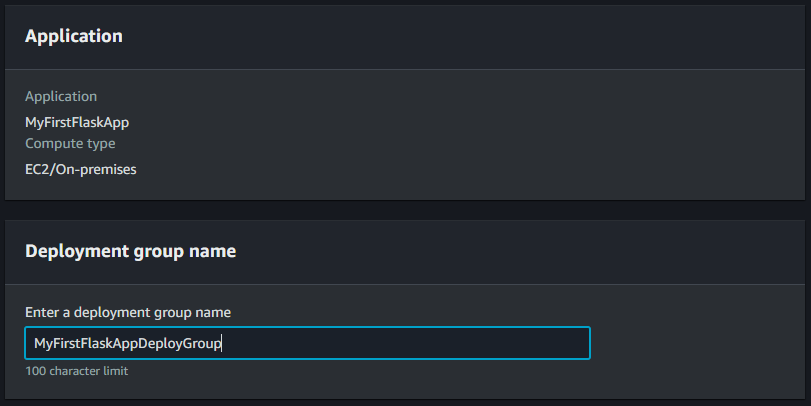 Application
Application
MyFirstFlaskApp
Compute type
EC2/On-premises
Deployment group name
Enter a deployment group name
MyFirstFlaskAppDeployGroup
100 character limit